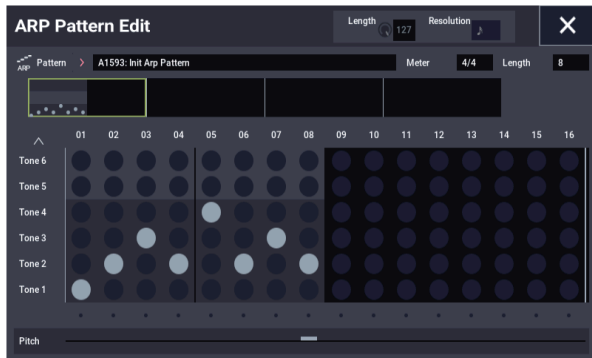 ARP Pattern Edit
Length 127 Resolution ♪
ARP Pattern > A1593: Init Arp Pattern Meter 4/4 Length 8
01 02 03 04 05 06 07 08 09 10 11 12 13 14 15 16
Tone 6
Tone 5
Tone 4
Tone 3
Tone 2
Tone 1
Pitch